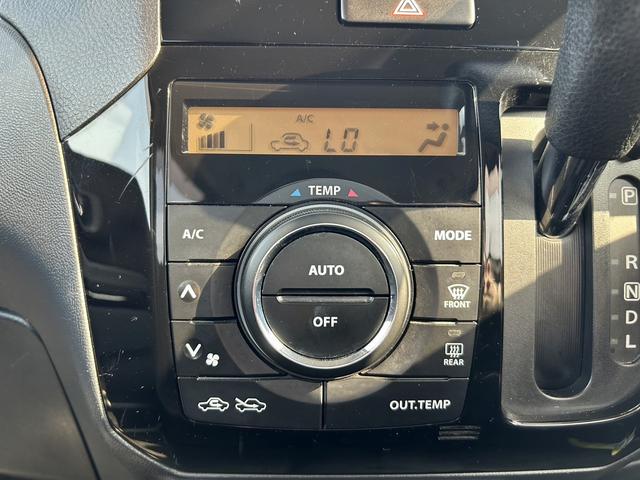 A/C
LO
TEMP
A/C
MODE
AUTO
OFF
FRONT
REAR
OUT.TEMP
P
R
N
D
L